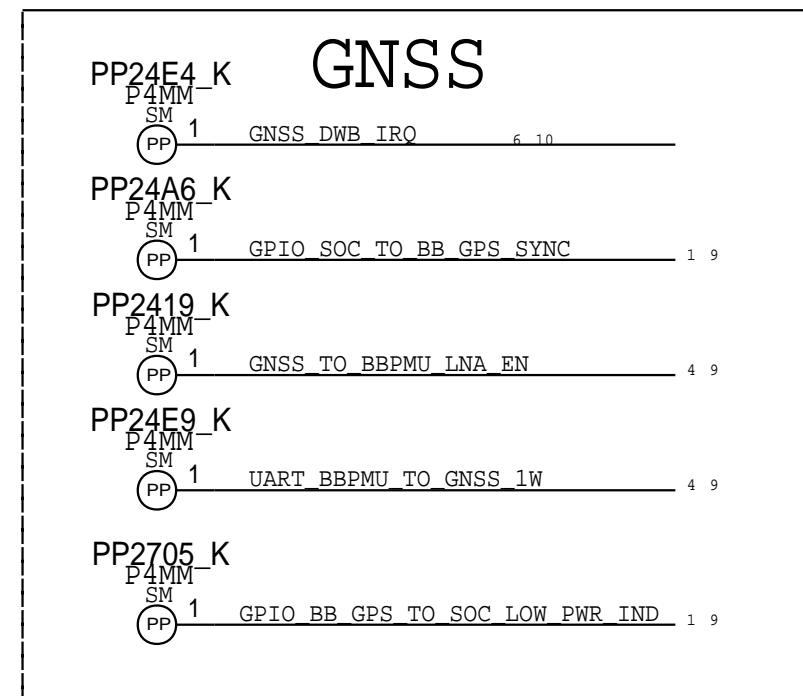 GNSS
PP24E4_K
P4MM
SM
PP 1 GNSS_DWB_IRQ 6 10
PP24A6_K
P4MM
SM
PP 1 GPIO_SOC_TO_BB_GPS_SYNC 1 9
PP2419_K
P4MM
SM
PP 1 GNSS_TO_BBPMU_LNA_EN 4 9
PP24E9_K
P4MM
SM
PP 1 UART_BBPMU_TO_GNSS_1W 4 9
PP2705_K
P4MM
SM
PP 1 GPIO_BB_GPS_TO_SOC_LOW_PWR_IND 1 9